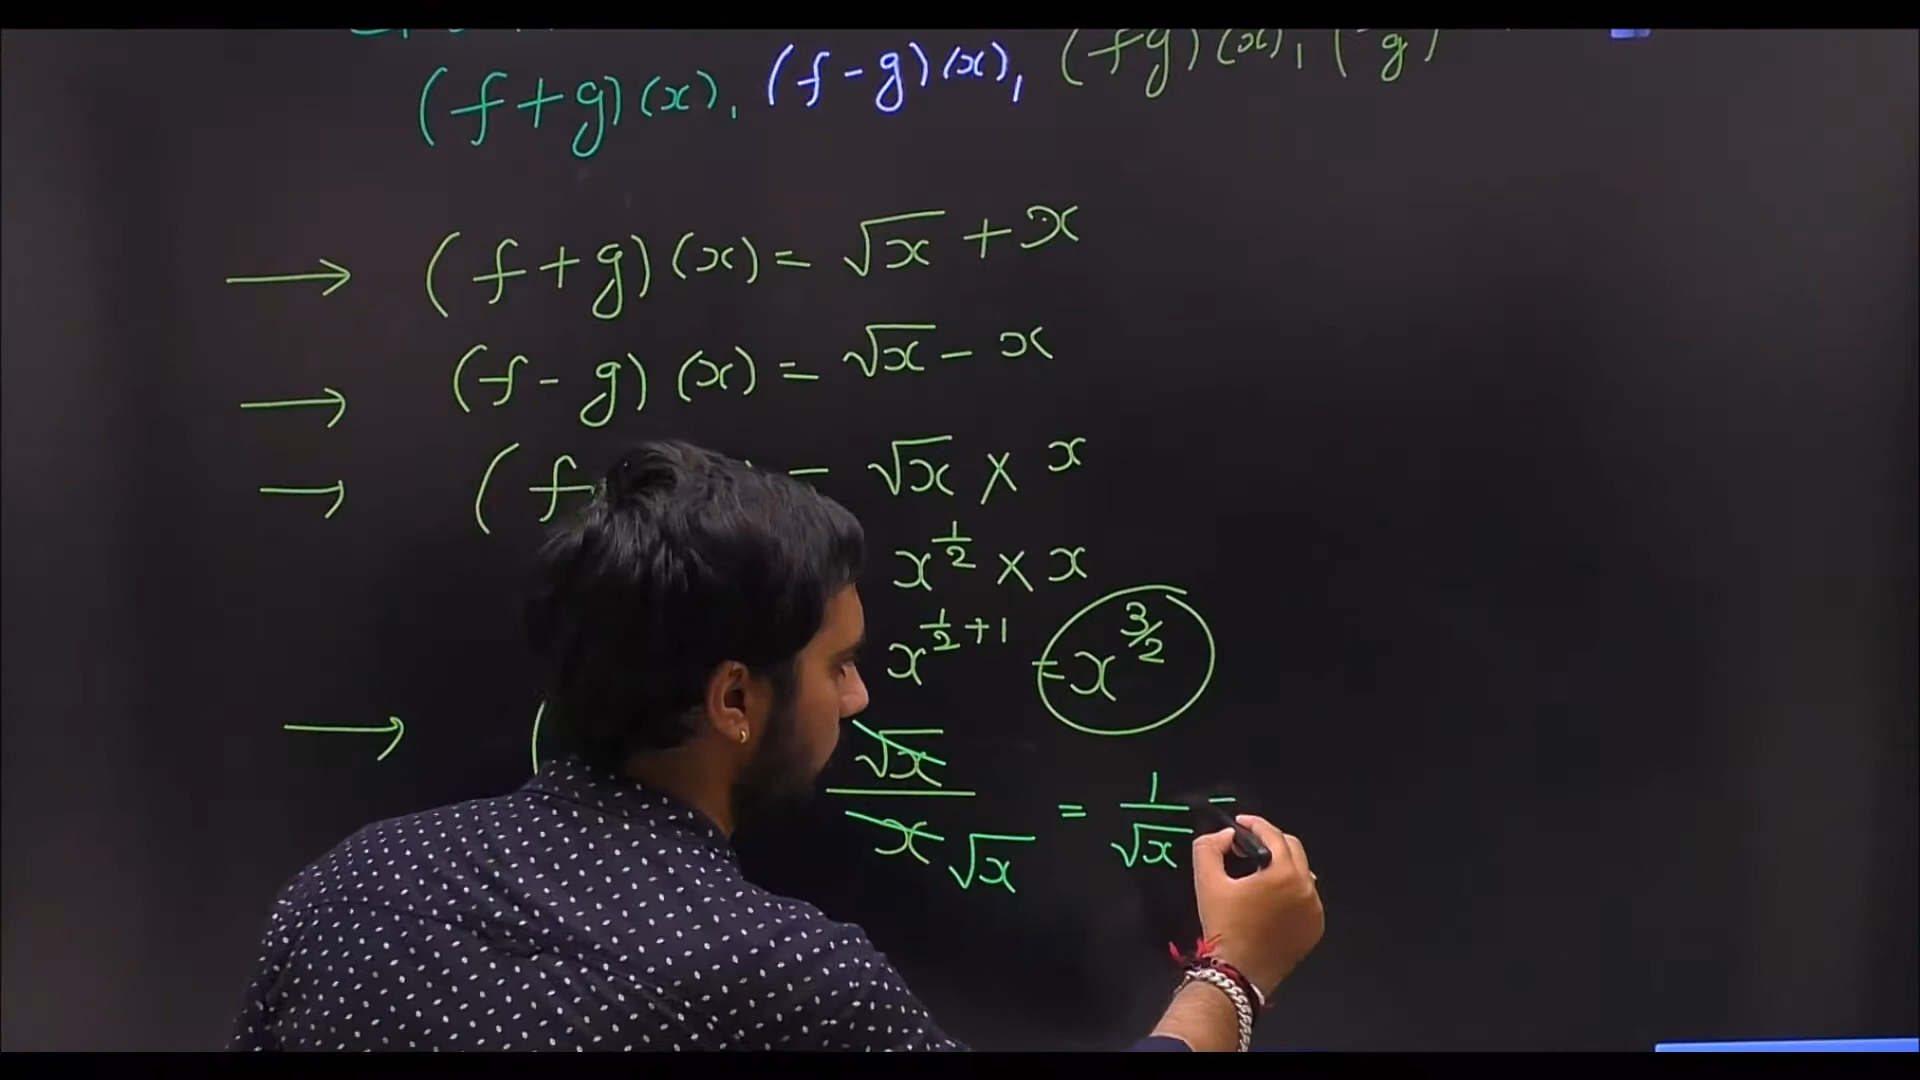 (f+g)(x), (f-g)(x), (fg)(x), (g)
→ (f+g)(x) = √x + x
→ (f-g)(x) = √x - x
→ (f = √x × x
x^{1/2} × x
x^{1/2+1} = x^{3/2}
→ ( √x/x √x = 1/√x =